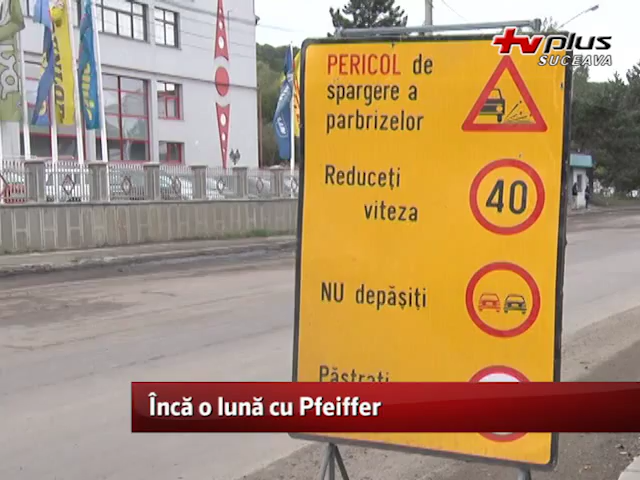 tvplus
SUCEAVA
PERICOL de
spargere a
parbrizelor
Reduceți
viteza
40
NU depășiți
Păstrați
Încă o lună cu Pfeiffer